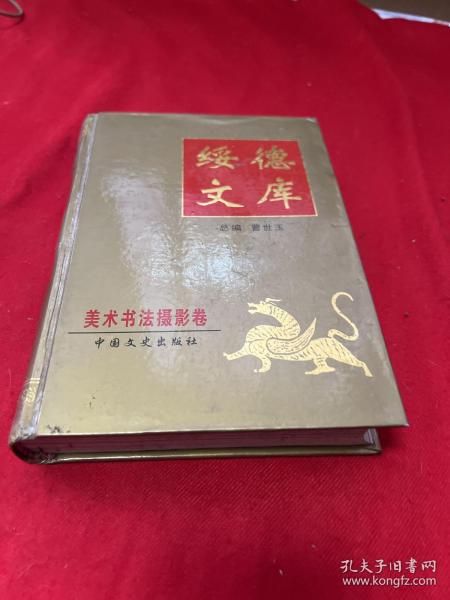 绥德
文库
总编 曹世玉
美术书法摄影卷
中国文史出版社
孔夫子旧书网
www.kongfz.com